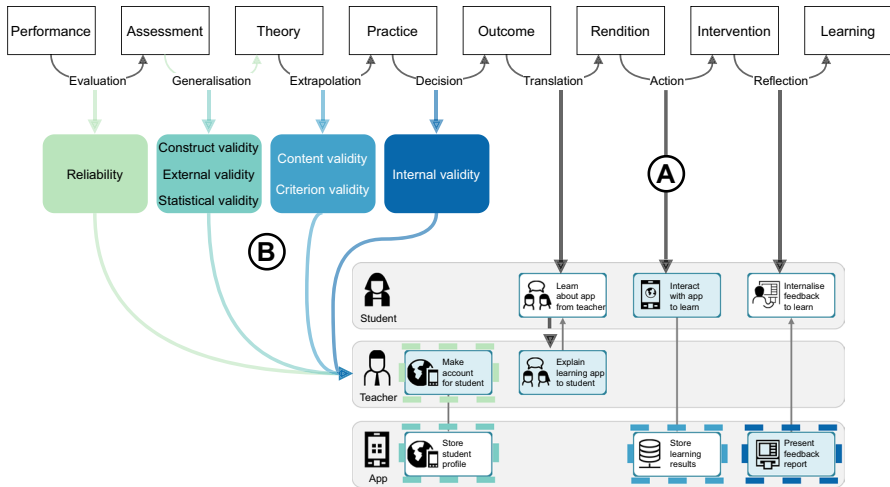 Performance
Assessment
Theory
Practice
Outcome
Rendition
Intervention
Learning
Evaluation
Generalisation
Extrapolation
Decision
Translation
Action
Reflection
Reliability
Construct validity
External validity
Statistical validity
Content validity
Criterion validity
Internal validity
A
B
Student
Learn
about app
from teacher
Interact
with app
to learn
Internalise
feedback
to learn
Teacher
Make
account
for student
Explain
learning app
to student
App
Store
student
profile
Store
learning
results
Present
feedback
report